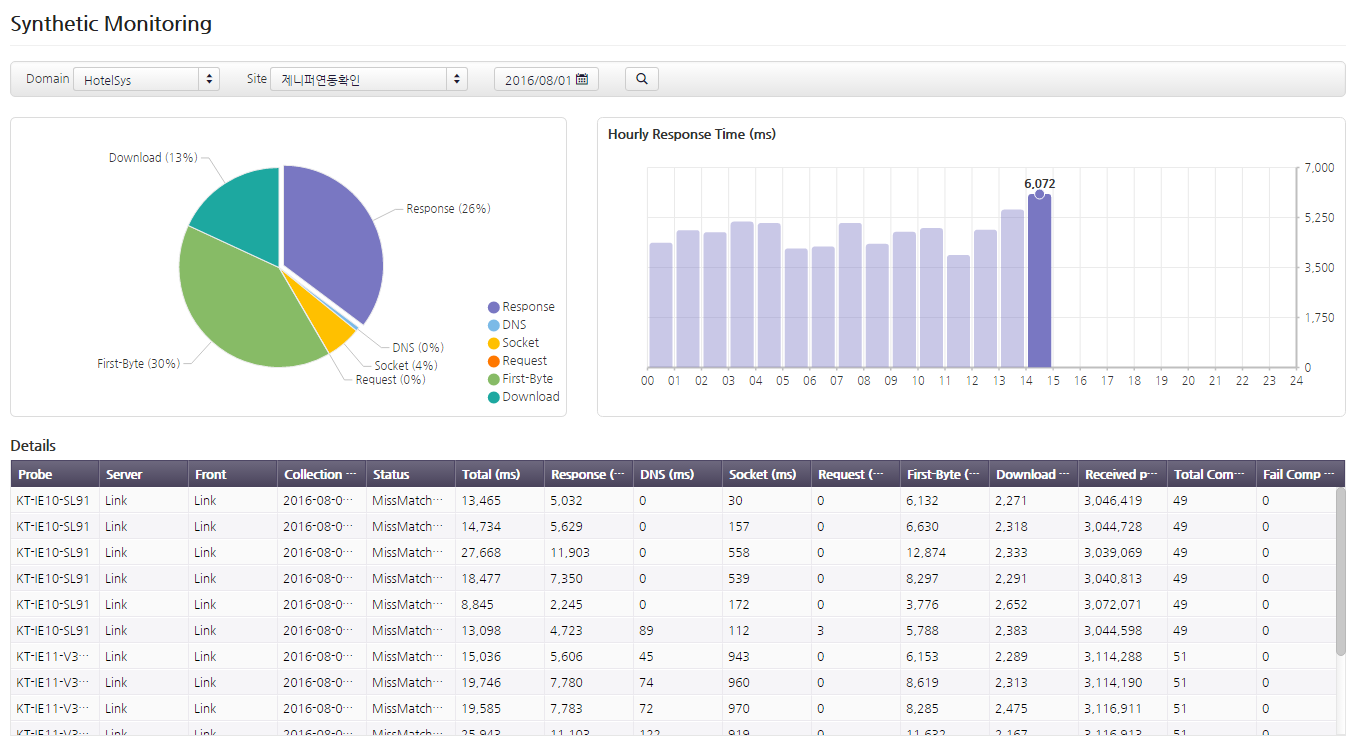 Synthetic Monitoring
Domain HotelSys Site 제니퍼연동확인 2016/08/01
Download (13%)
Response (26%)
DNS (0%)
Socket (4%)
Request (0%)
First-Byte (30%)
Response
DNS
Socket
Request
First-Byte
Download
Hourly Response Time (ms)
6,072
7,000
5,250
3,500
1,750
0
00 01 02 03 04 05 06 07 08 09 10 11 12 13 14 15 16 17 18 19 20 21 22 23 24
Details
Probe Server Front Collection ··· Status Total (ms) Response (··· DNS (ms) Socket (ms) Request (··· First-Byte (··· Download ··· Received p··· Total Com··· Fail Comp ···
KT-IE10-SL91 Link Link 2016-08-0··· MissMatch··· 13,465 5,032 0 30 0 6,132 2,271 3,046,419 49 0
KT-IE10-SL91 Link Link 2016-08-0··· MissMatch··· 14,734 5,629 0 157 0 6,630 2,318 3,044,728 49 0
KT-IE10-SL91 Link Link 2016-08-0··· MissMatch··· 27,668 11,903 0 558 0 12,874 2,333 3,039,069 49 0
KT-IE10-SL91 Link Link 2016-08-0··· MissMatch··· 18,477 7,350 0 539 0 8,297 2,291 3,040,813 49 0
KT-IE10-SL91 Link Link 2016-08-0··· MissMatch··· 8,845 2,245 0 172 0 3,776 2,652 3,072,071 49 0
KT-IE10-SL91 Link Link 2016-08-0··· MissMatch··· 13,098 4,723 89 112 3 5,788 2,383 3,044,598 49 0
KT-IE11-V3··· Link Link 2016-08-0··· MissMatch··· 15,036 5,606 45 943 0 6,153 2,289 3,114,288 51 0
KT-IE11-V3··· Link Link 2016-08-0··· MissMatch··· 19,746 7,780 74 960 0 8,619 2,313 3,114,190 51 0
KT-IE11-V3··· Link Link 2016-08-0··· MissMatch··· 19,585 7,783 72 970 0 8,285 2,475 3,116,911 51 0
KT-IE11-V3··· Link Link 2016-08-0··· MissMatch··· 25,943 11,103 122 919 0 11,632 2,167 3,116,913 51 0